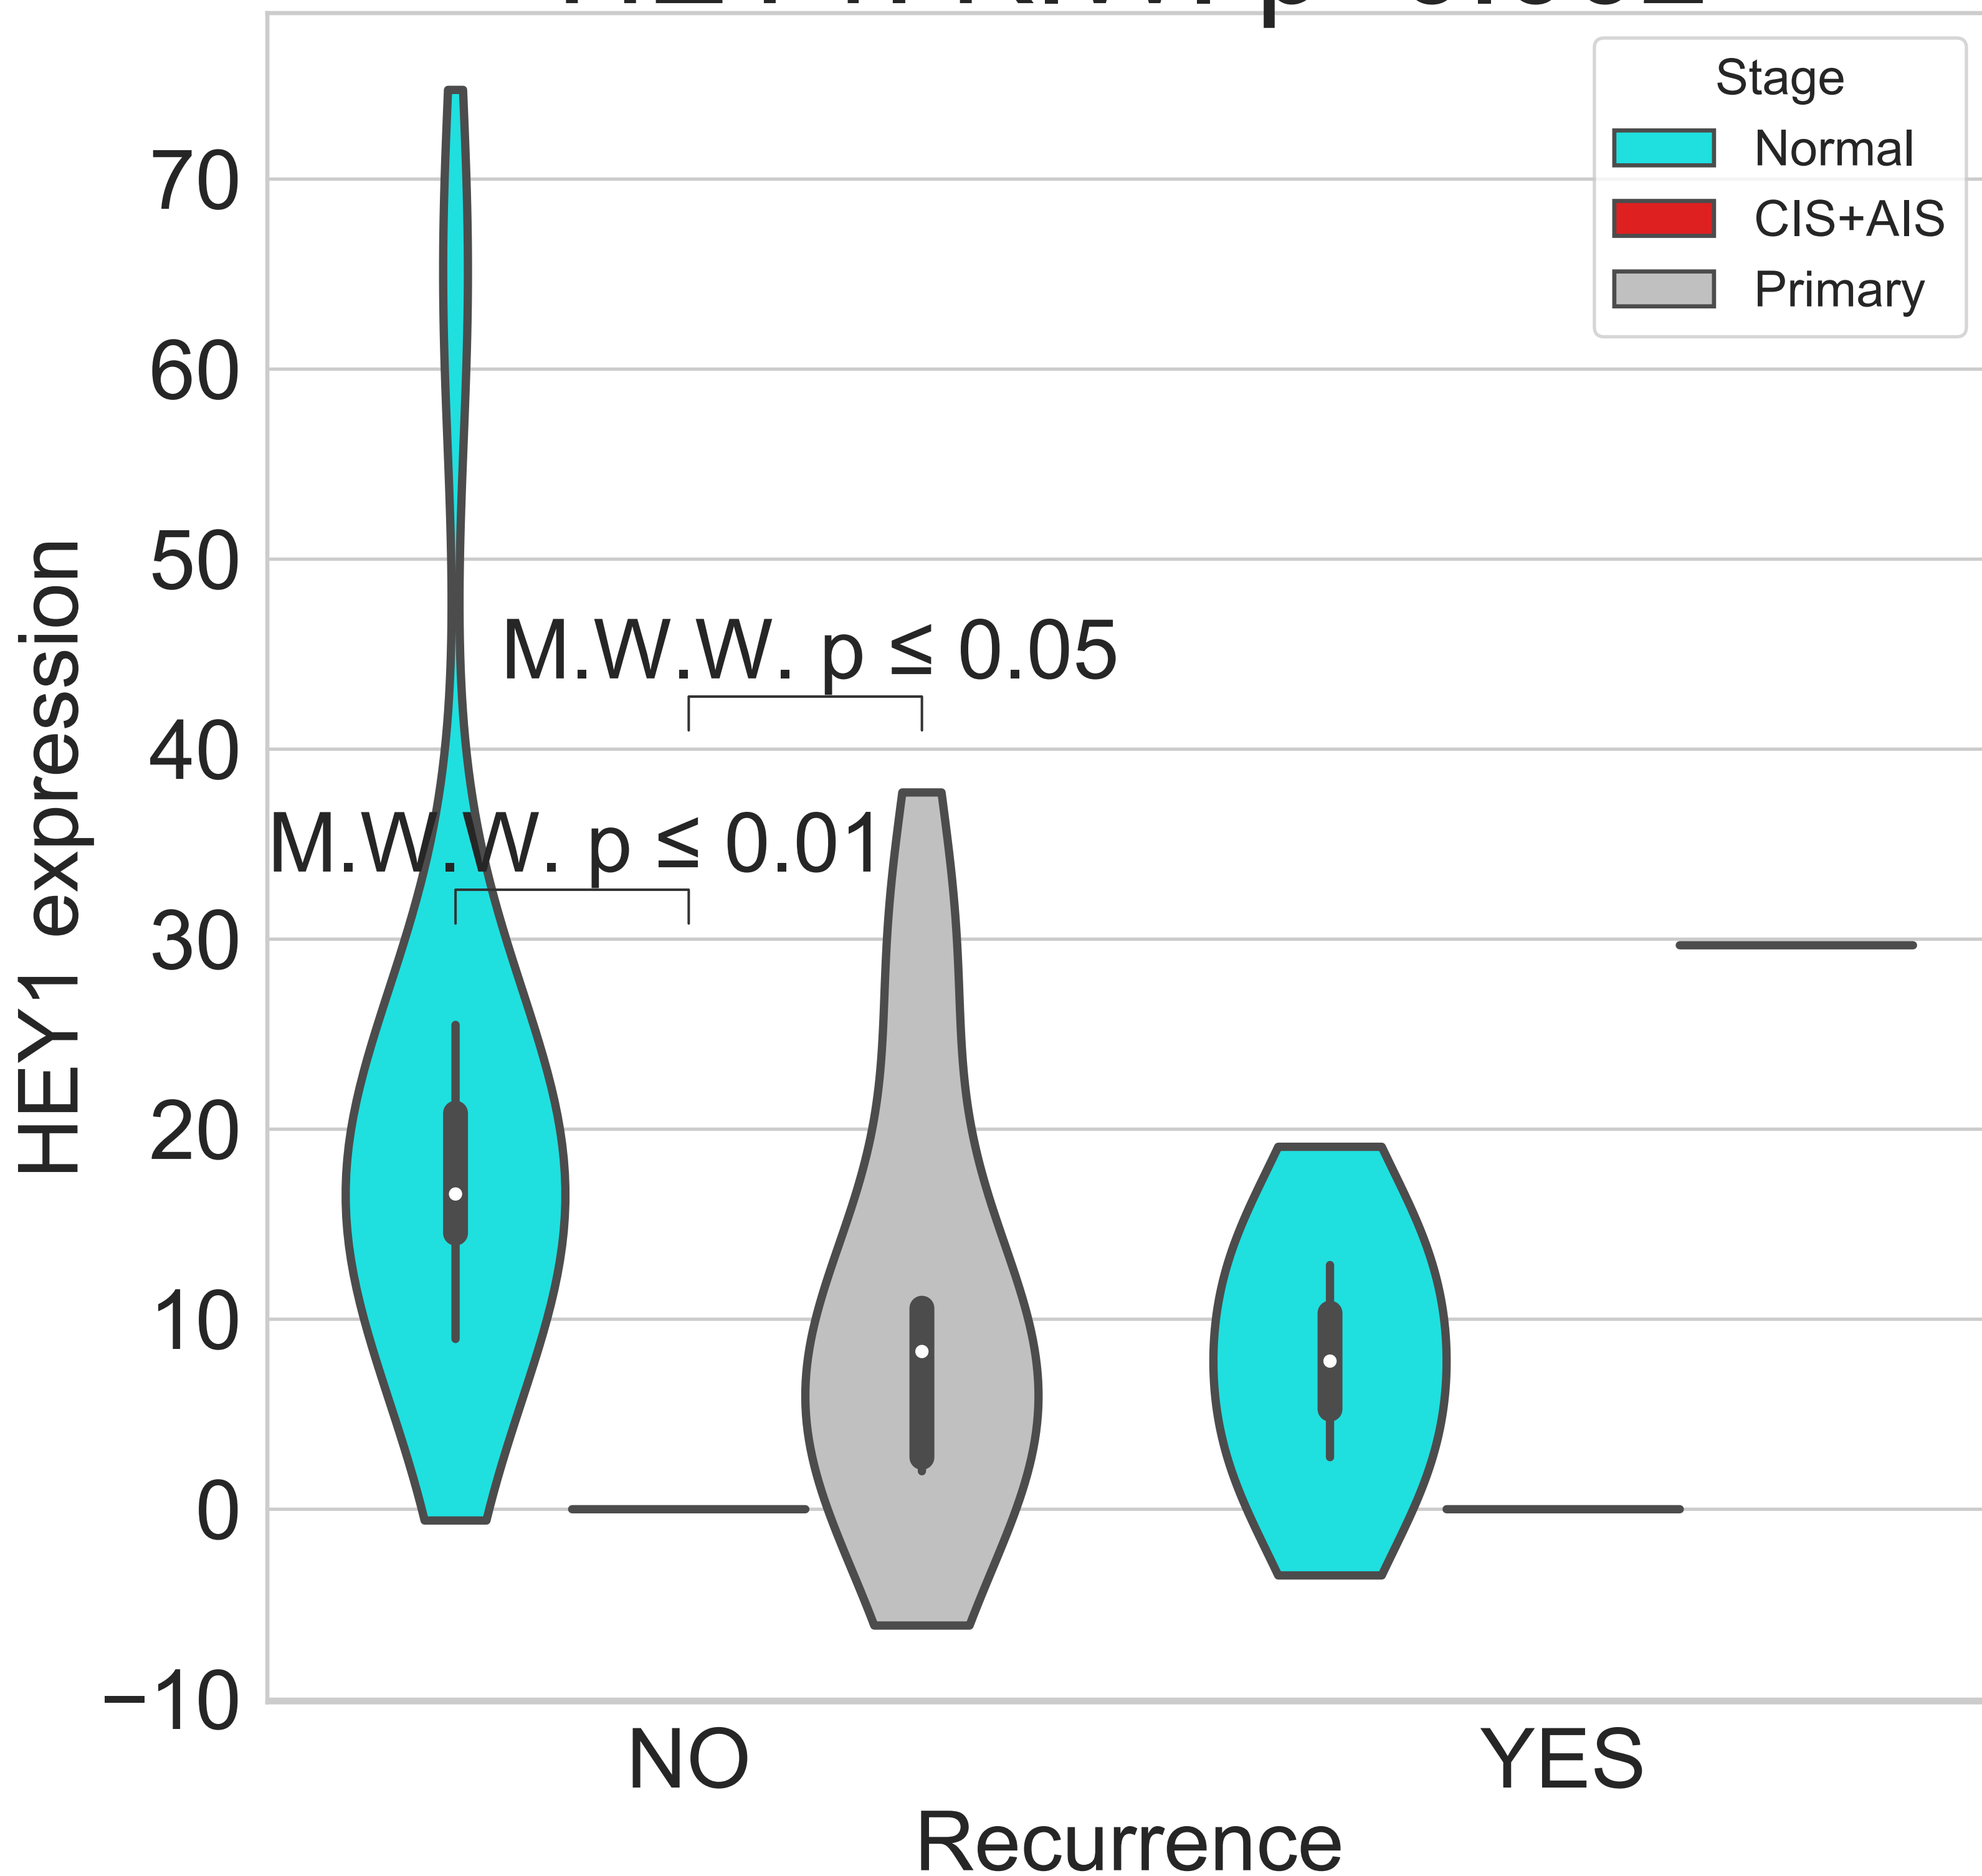 Stage
Normal
CIS+AIS
Primary
70
60
50
40
30
20
10
0
−10
HEY1 expression
M.W.W. p ≤ 0.05
M.W.W. p ≤ 0.01
NO
YES
Recurrence